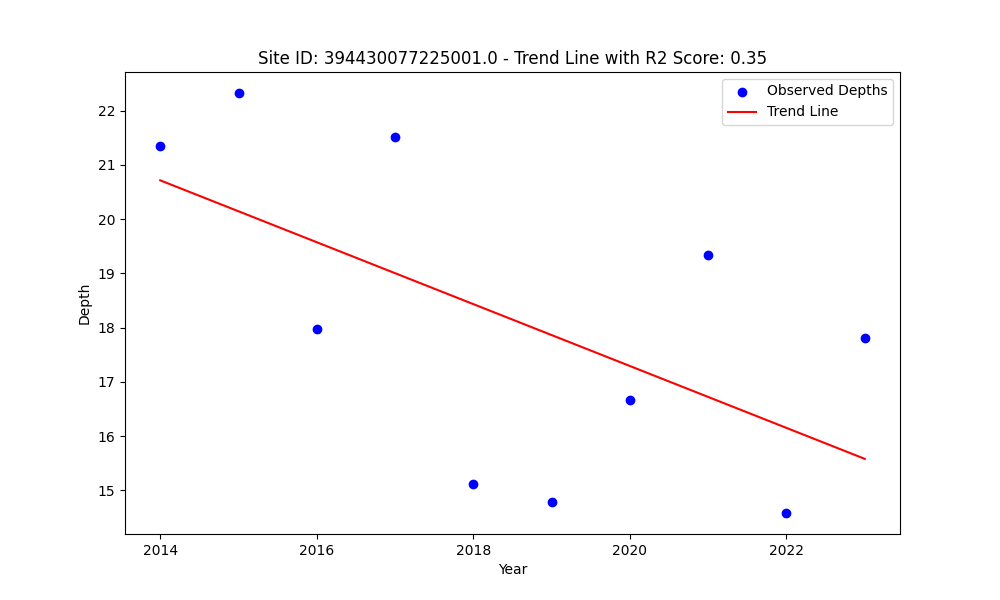 Site ID: 394430077225001.0 - Trend Line with R2 Score: 0.35
Observed Depths
Trend Line
22
21
20
19
18
17
16
15
Depth
2014
2016
2018
2020
2022
Year